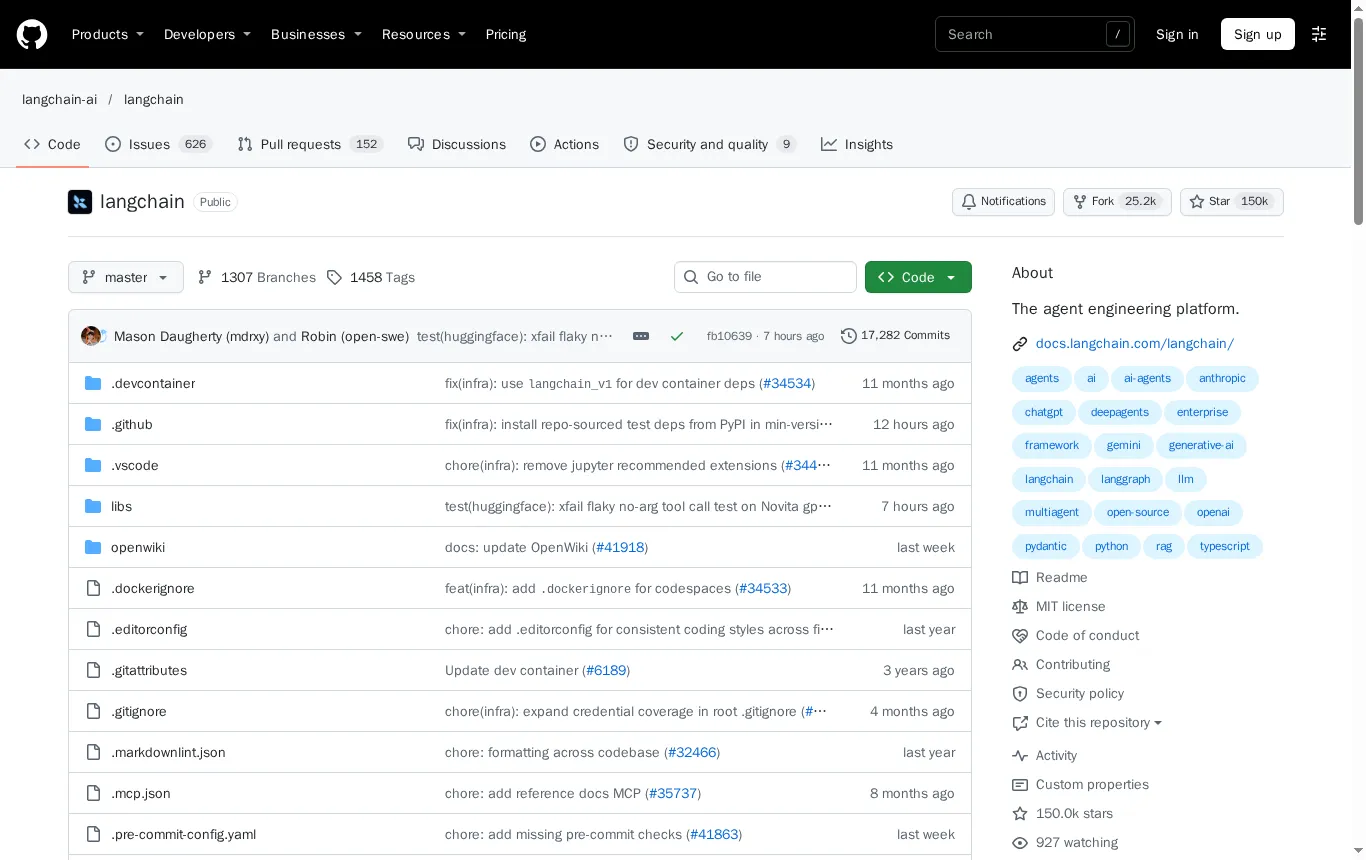 Products Developers Businesses Resources Pricing Search / Sign in Sign up
langchain-ai / langchain
Code Issues 626 Pull requests 152 Discussions Actions Security and quality 9 Insights
langchain Public Notifications Fork 25.2k Star 150k
master 1307 Branches 1458 Tags Go to file Code
Mason Daugherty (mdrxy) and Robin (open-swe) test(huggingface): xfail flaky n··· fb10639 · 7 hours ago 17,282 Commits
.devcontainer fix(infra): use langchain_v1 for dev container deps (#34534) 11 months ago
.github fix(infra): install repo-sourced test deps from PyPI in min-versi··· 12 hours ago
.vscode chore(infra): remove jupyter recommended extensions (#344··· 11 months ago
libs test(huggingface): xfail flaky no-arg tool call test on Novita gp··· 7 hours ago
openwiki docs: update OpenWiki (#41918) last week
.dockerignore feat(infra): add .dockerignore for codespaces (#34533) 11 months ago
.editorconfig chore: add .editorconfig for consistent coding styles across fi··· last year
.gitattributes Update dev container (#6189) 3 years ago
.gitignore chore(infra): expand credential coverage in root .gitignore (#··· 4 months ago
.markdownlint.json chore: formatting across codebase (#32466) last year
.mcp.json chore: add reference docs MCP (#35737) 8 months ago
.pre-commit-config.yaml chore: add missing pre-commit checks (#41863) last week
About
The agent engineering platform.
docs.langchain.com/langchain/
agents ai ai-agents anthropic
chatgpt deepagents enterprise
framework gemini generative-ai
langchain langgraph llm
multiagent open-source openai
pydantic python rag typescript
Readme
MIT license
Code of conduct
Contributing
Security policy
Cite this repository
Activity
Custom properties
150.0k stars
927 watching